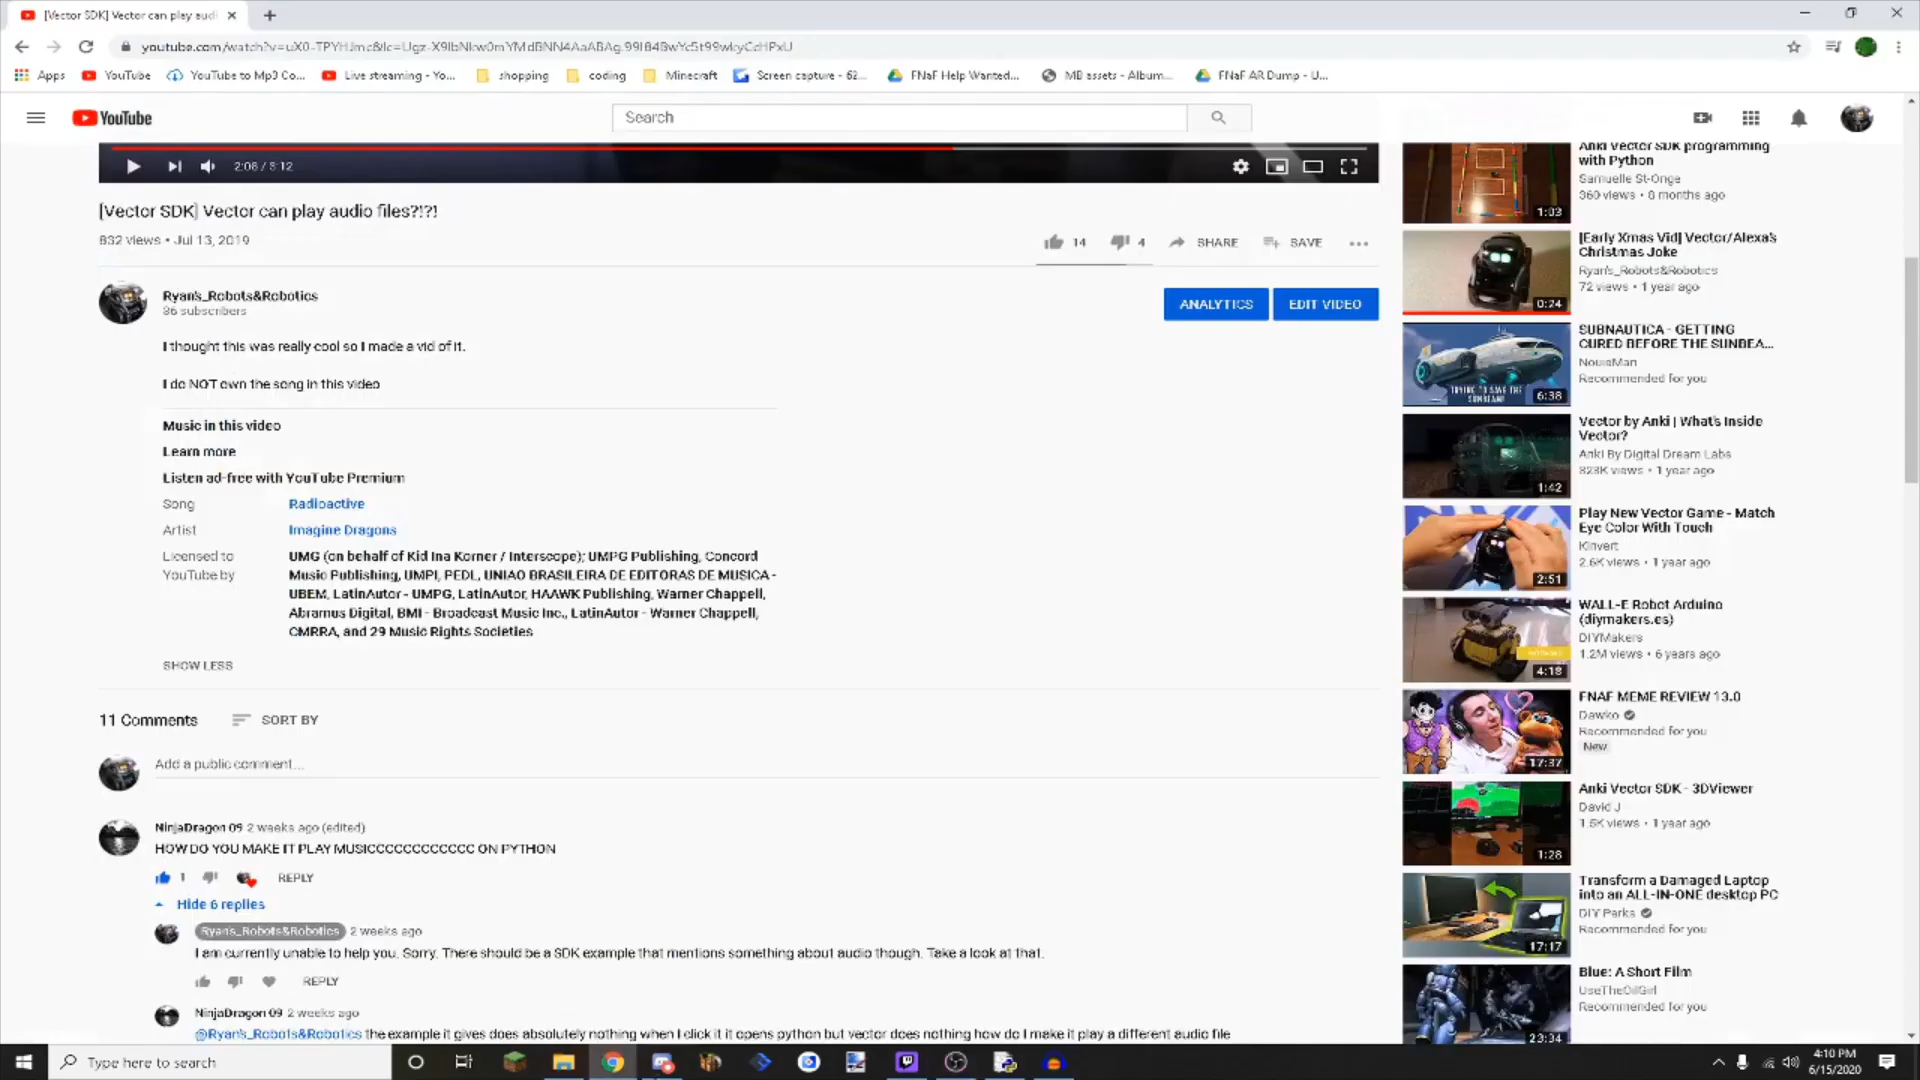 [Vector SDK] Vector can play audi
Apps
YouTube
YouTube to Mp3 Co...
Live streaming - Yo...
shopping
coding
Minecraft
Screen capture - 62...
FNaF Help Wanted...
MB assets - Album...
FNaF AR Dump - U...
YouTube
Search
2:08 / 3:12
[Vector SDK] Vector can play audio files?!?!
832 views • Jul 13, 2019
14
4
SHARE
SAVE
Ryan's_Robots&Robotics
36 subscribers
ANALYTICS
EDIT VIDEO
I thought this was really cool so I made a vid of it.
I do NOT own the song in this video
Music in this video
Learn more
Listen ad-free with YouTube Premium
Song
Radioactive
Artist
Imagine Dragons
Licensed to
YouTube by
UMG (on behalf of Kid Ina Korner / Interscope); UMPG Publishing, Concord
Music Publishing, UMPI, PEDL, UNIAO BRASILEIRA DE EDITORAS DE MUSICA -
UBEM, LatinAutor - UMPG, LatinAutor, HAAWK Publishing, Warner Chappell,
Abramus Digital, BMI - Broadcast Music Inc., LatinAutor - Warner Chappell,
CMRRA, and 29 Music Rights Societies
SHOW LESS
11 Comments
SORT BY
Add a public comment...
NinjaDragon 09 2 weeks ago (edited)
HOW DO YOU MAKE IT PLAY MUSICCCCCCCCCCCC ON PYTHON
1
REPLY
Hide 6 replies
Ryan's_Robots&Robotics 2 weeks ago
I am currently unable to help you. Sorry. There should be a SDK example that mentions something about audio though. Take a look at that.
REPLY
NinjaDragon 09 2 weeks ago
@Ryan's_Robots&Robotics the example it gives does absolutely nothing when I click it it opens python but vector does nothing how do I make it play a different audio file
Anki Vector SDK programming
with Python
Samuelle St-Onge
360 views • 8 months ago
1:03
[Early Xmas Vid] Vector/Alexa's
Christmas Joke
Ryan's_Robots&Robotics
72 views • 1 year ago
0:24
SUBNAUTICA - GETTING
CURED BEFORE THE SUNBEA...
NouieMan
Recommended for you
TRYING TO SAVE THE
SUNBEAM!
6:38
Vector by Anki | What's Inside
Vector?
Anki By Digital Dream Labs
828K views • 1 year ago
1:42
Play New Vector Game - Match
Eye Color With Touch
Kinvert
2.6K views • 1 year ago
2:51
WALL-E Robot Arduino
(diymakers.es)
DIYMakers
1.2M views • 6 years ago
4:18
FNAF MEME REVIEW 13.0
Dawko
Recommended for you
New
17:37
Anki Vector SDK - 3DViewer
David J
1.5K views • 1 year ago
1:28
Transform a Damaged Laptop
into an ALL-IN-ONE desktop PC
DIY Perks
Recommended for you
17:17
Blue: A Short Film
UseTheOilGirl
Recommended for you
23:34
Type here to search
4:10 PM
6/15/2020